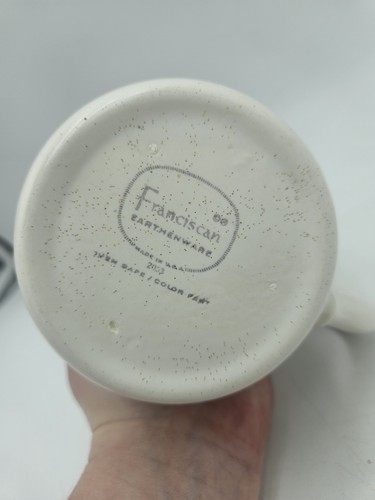 Franciscan
EARTHENWARE
MADE IN U.S.A.
OVEN SAFE / COLOR FAST